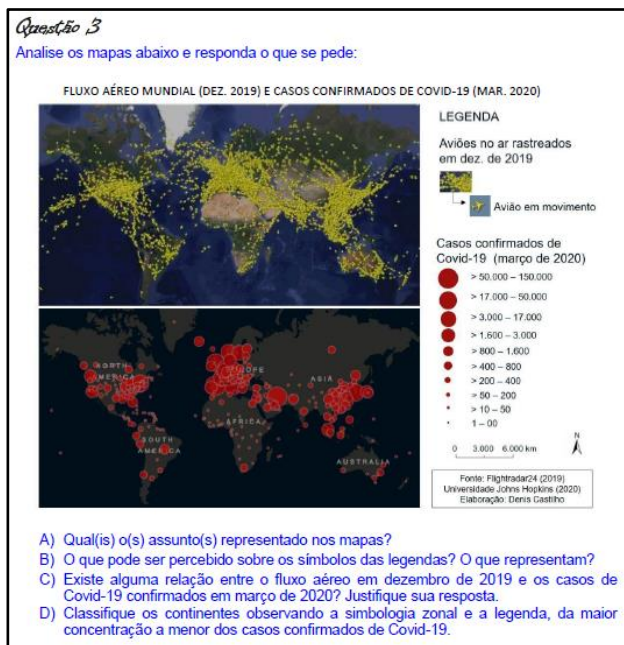 Questão 3
Analise os mapas abaixo e responda o que se pede:
FLUXO AÉREO MUNDIAL (DEZ. 2019) E CASOS CONFIRMADOS DE COVID-19 (MAR. 2020)
LEGENDA
Aviões no ar rastreados
em dez. de 2019
Avião em movimento
Casos confirmados de
Covid-19 (março de 2020)
> 50.000 – 150.000
> 17.000 – 50.000
> 3.000 – 17.000
> 1.600 – 3.000
> 800 – 1.600
> 400 – 800
> 200 – 400
> 50 – 200
> 10 – 50
1 – 00
NORTH
AMERICA
EUROPE
ASIA
AFRICA
SOUTH
AMERICA
AUSTRALIA
0 3.000 6.000 km
N
Fonte: Flightradar24 (2019)
Universidade Johns Hopkins (2020)
Elaboração: Denis Castilho
A) Qual(is) o(s) assunto(s) representado nos mapas?
B) O que pode ser percebido sobre os símbolos das legendas? O que representam?
C) Existe alguma relação entre o fluxo aéreo em dezembro de 2019 e os casos de
Covid-19 confirmados em março de 2020? Justifique sua resposta.
D) Classifique os continentes observando a simbologia zonal e a legenda, da maior
concentração a menor dos casos confirmados de Covid-19.